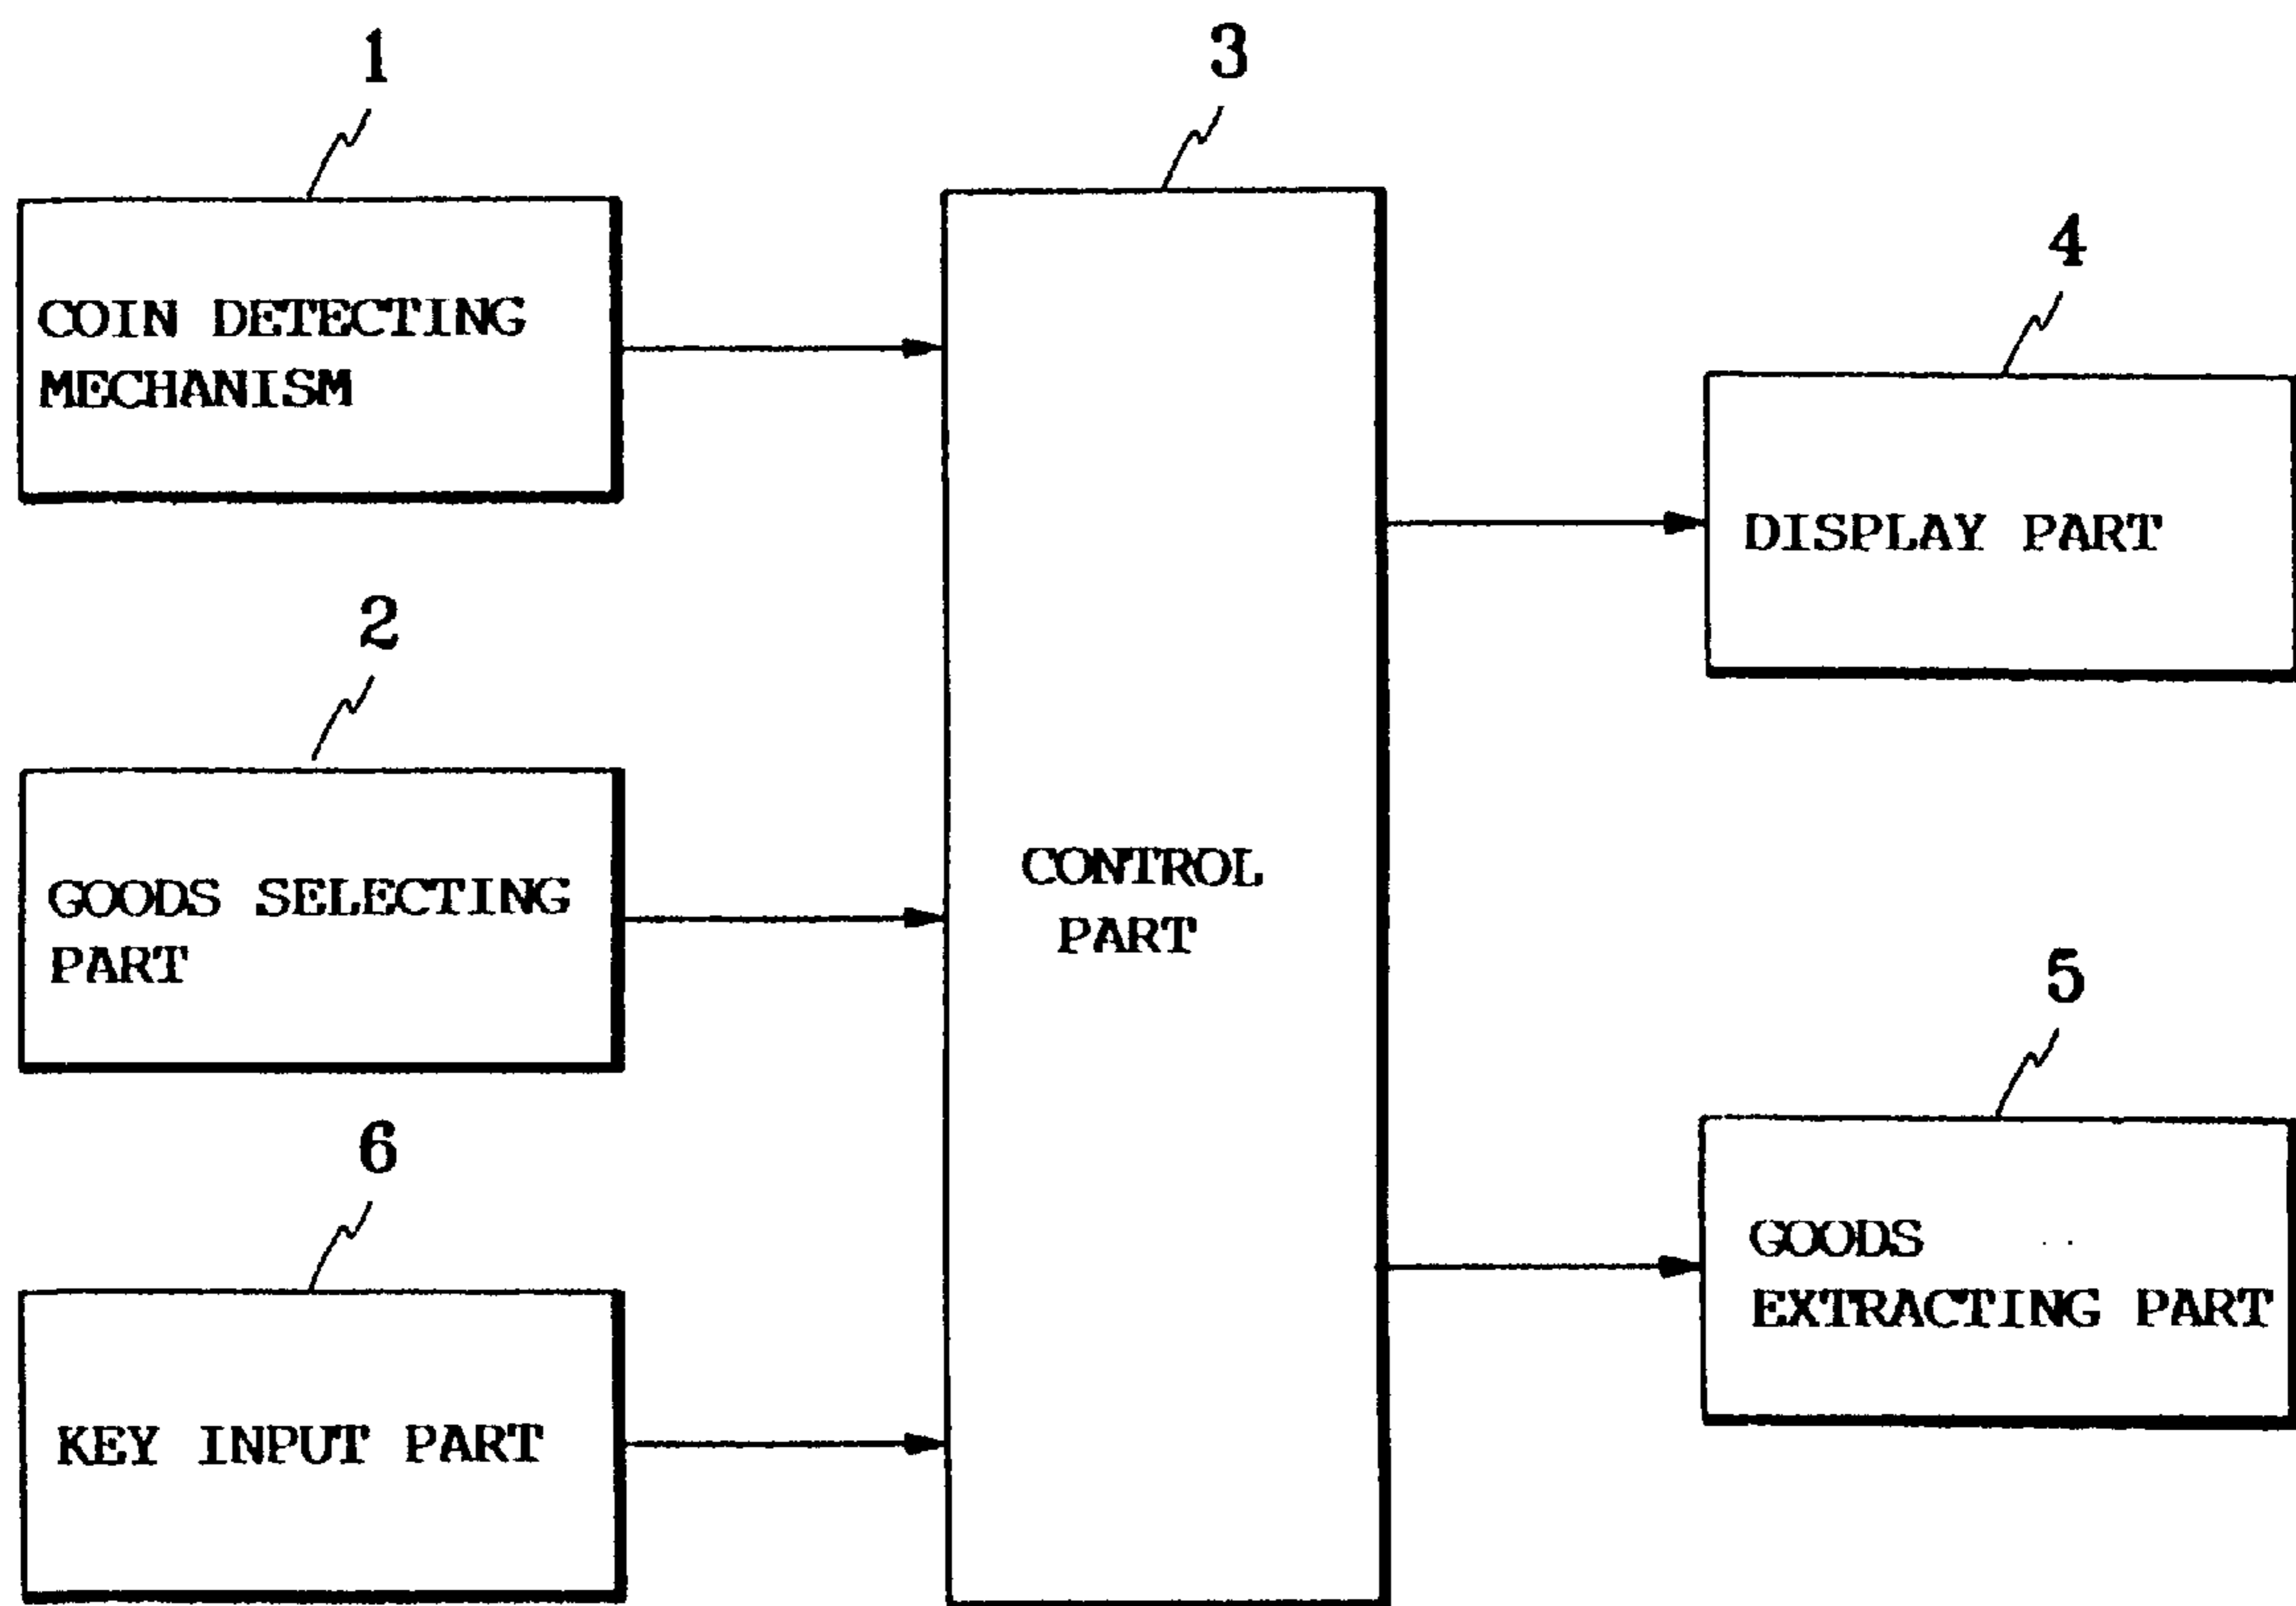 1
COIN DETECTING
MECHANISM
2
GOODS SELECTING
PART
6
KEY INPUT PART
3
CONTROL
PART
4
DISPLAY PART
5
GOODS
EXTRACTING PART